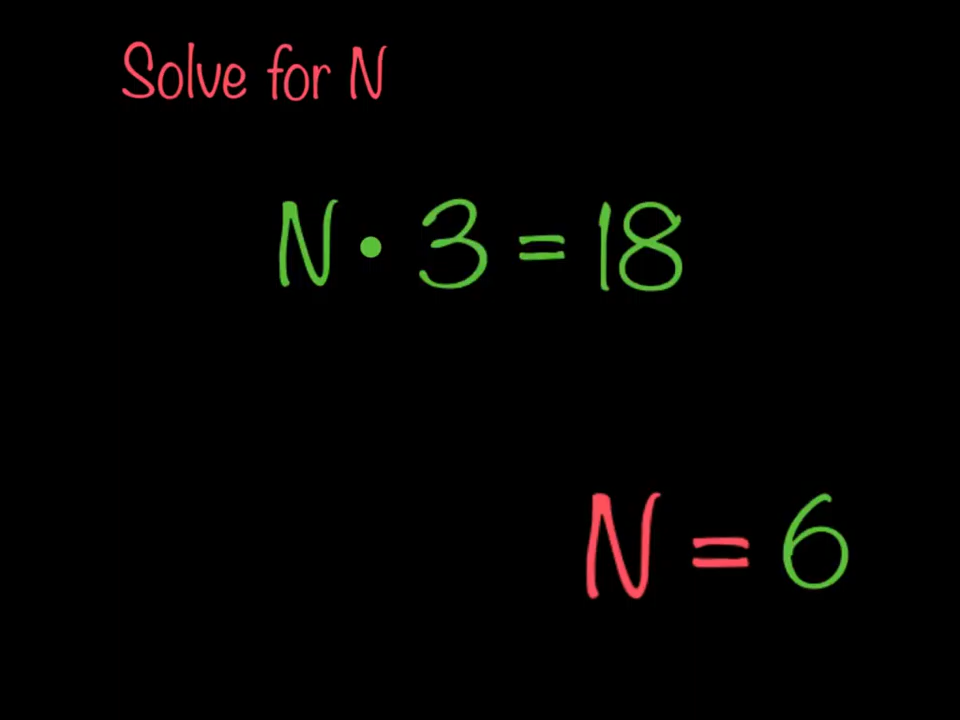 Solve for N
N • 3 = 18
N = 6